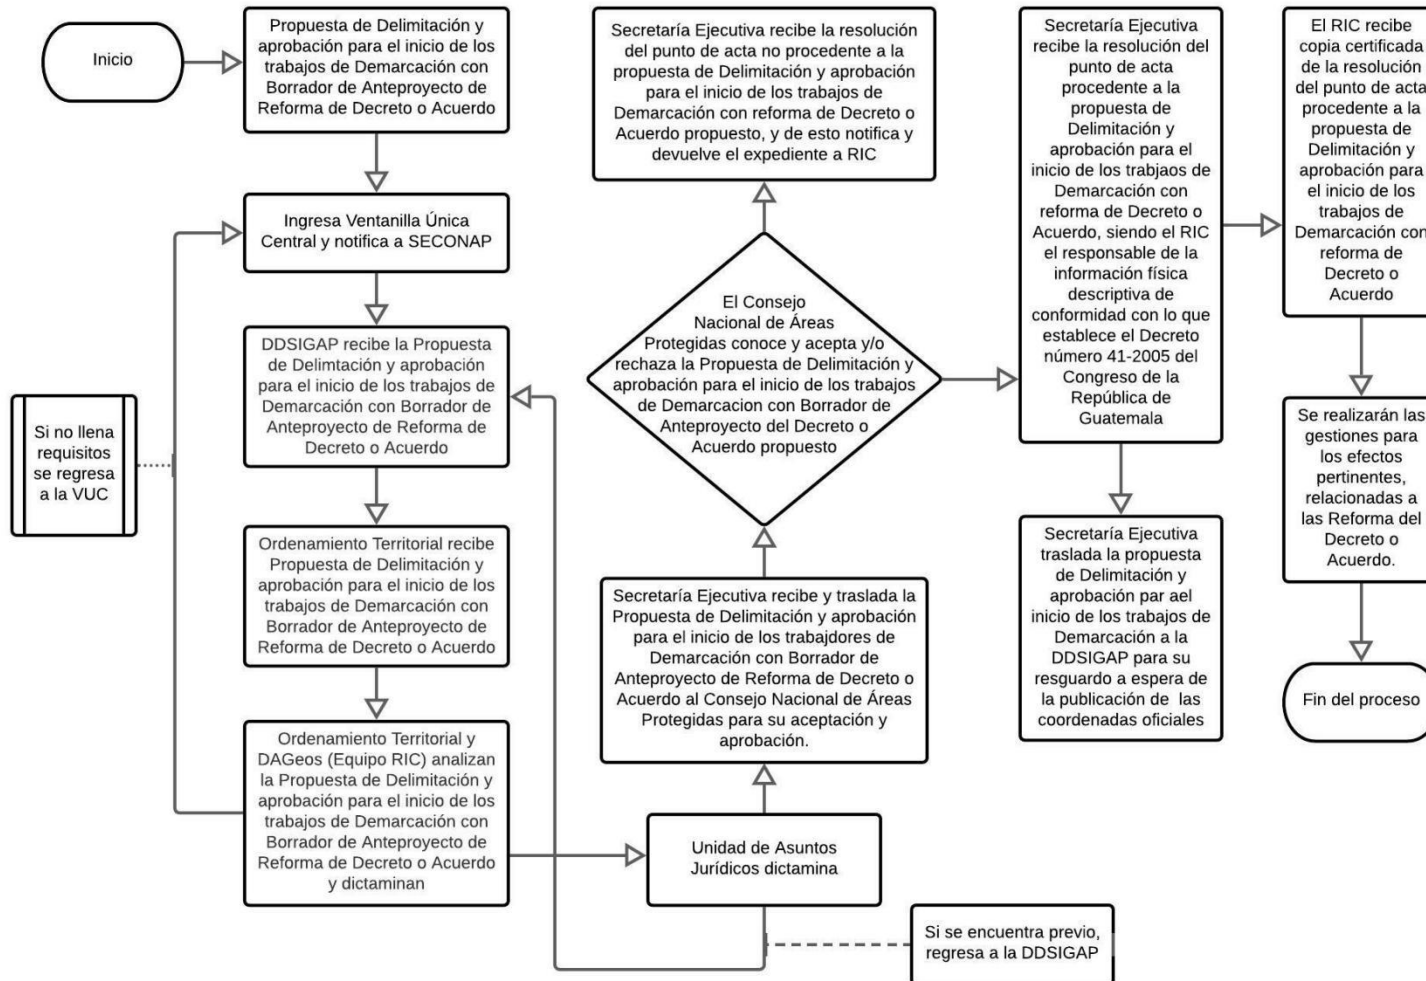 Inicio
Propuesta de Delimitación y
aprobación para el inicio de los
trabajos de Demarcación con
Borrador de Anteproyecto de
Reforma de Decreto o Acuerdo
Ingresa Ventanilla Única
Central y notifica a SECONAP
DDSIGAP recibe la Propuesta
de Delimtación y aprobación
para el inicio de los trabajos de
Demarcación con Borrador de
Anteproyecto de Reforma de
Decreto o Acuerdo
Si no llena
requisitos
se regresa
a la VUC
Ordenamiento Territorial recibe
Propuesta de Delimitación y
aprobación para el inicio de los
trabajos de Demarcación con
Borrador de Anteproyecto de
Reforma de Decreto o Acuerdo
Ordenamiento Territorial y
DAGeos (Equipo RIC) analizan
la Propuesta de Delimitación y
aprobación para el inicio de los
trabajos de Demarcación con
Borrador de Anteproyecto de
Reforma de Decreto o Acuerdo
y dictaminan
Unidad de Asuntos
Jurídicos dictamina
Si se encuentra previo,
regresa a la DDSIGAP
Secretaría Ejecutiva recibe y traslada la
Propuesta de Delimitación y aprobación
para el inicio de los trabajdores de
Demarcación con Borrador de
Anteproyecto de Reforma de Decreto o
Acuerdo al Consejo Nacional de Áreas
Protegidas para su aceptación y
aprobación.
El Consejo
Nacional de Áreas
Protegidas conoce y acepta y/o
rechaza la Propuesta de Delimitación y
aprobación para el inicio de los trabajos
de Demarcacion con Borrador de
Anteproyecto del Decreto o
Acuerdo propuesto
Secretaría Ejecutiva recibe la resolución
del punto de acta no procedente a la
propuesta de Delimitación y aprobación
para el inicio de los trabajos de
Demarcación con reforma de Decreto o
Acuerdo propuesto, y de esto notifica y
devuelve el expediente a RIC
Secretaría Ejecutiva
recibe la resolución del
punto de acta
procedente a la
propuesta de
Delimitación y
aprobación para el
inicio de los trabjaos de
Demarcación con
reforma de Decreto o
Acuerdo, siendo el RIC
el responsable de la
información física
descriptiva de
conformidad con lo que
establece el Decreto
número 41-2005 del
Congreso de la
República de
Guatemala
Secretaría Ejecutiva
traslada la propuesta
de Delimitación y
aprobación par ael
inicio de los trabajos de
Demarcación a la
DDSIGAP para su
resguardo a espera de
la publicación de las
coordenadas oficiales
El RIC recibe
copia certificada
de la resolución
del punto de acta
procedente a la
propuesta de
Delimitación y
aprobación para
el inicio de los
trabajos de
Demarcación con
reforma de
Decreto o
Acuerdo
Se realizarán las
gestiones para
los efectos
pertinentes,
relacionadas a
las Reforma del
Decreto o
Acuerdo.
Fin del proceso